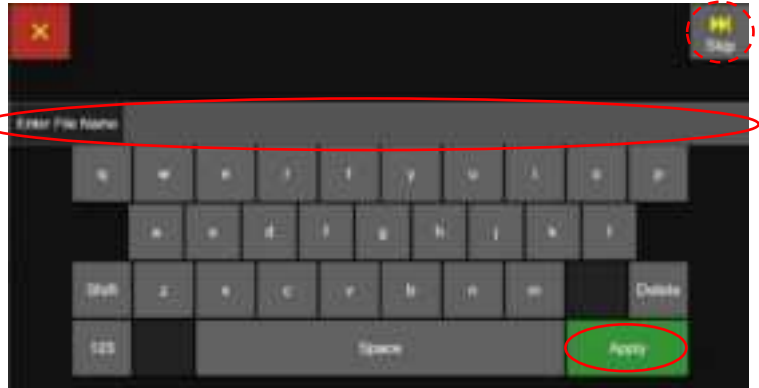 Skip
Enter File Name
q w e r t y u i o p
a s d f g h j k l
Shift z x c v b n m Delete
123 Space Apply